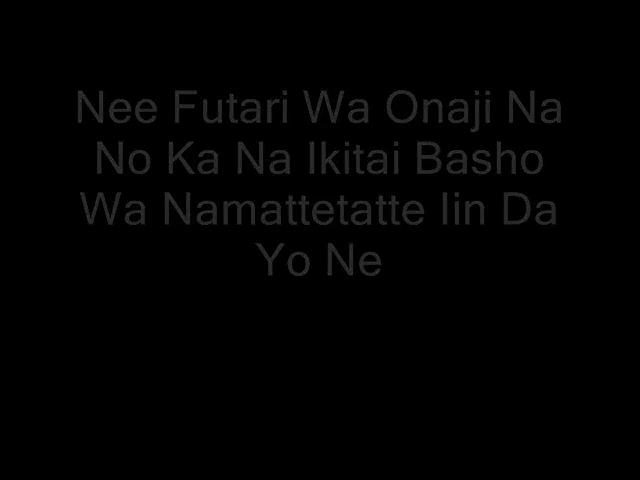 Nee Futari Wa Onaji Na
No Ka Na Ikitai Basho
Wa Namattetatte Iin Da
Yo Ne